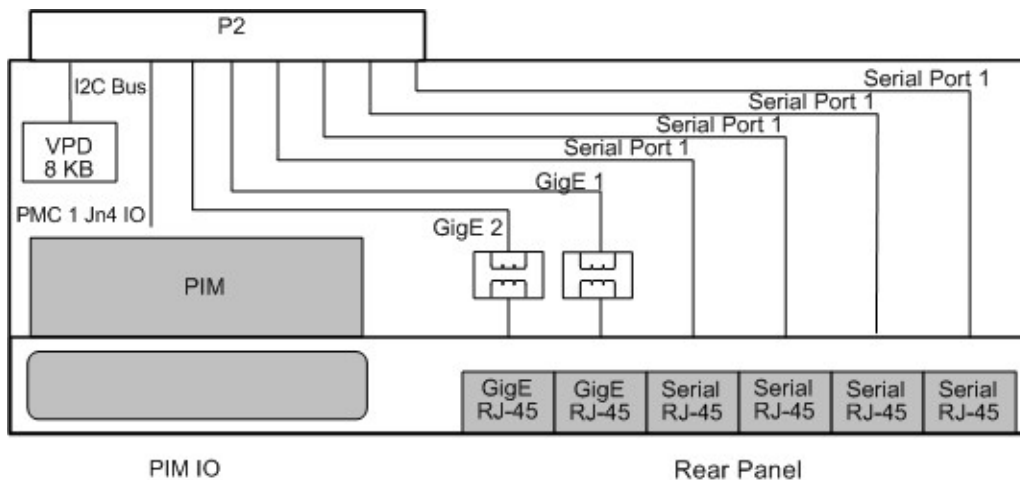 P2
I2C Bus
Serial Port 1
Serial Port 1
Serial Port 1
Serial Port 1
VPD
8 KB
GigE 1
PMC 1 Jn4 IO
GigE 2
PIM
GigE
RJ-45
GigE
RJ-45
Serial
RJ-45
Serial
RJ-45
Serial
RJ-45
Serial
RJ-45
PIM IO
Rear Panel